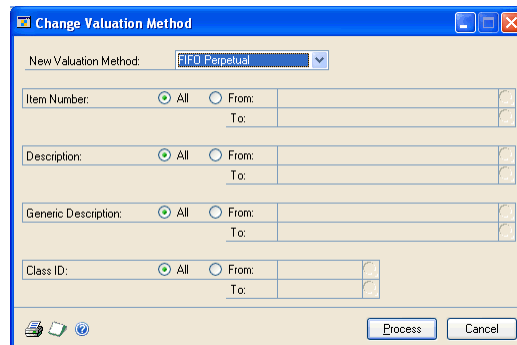 Change Valuation Method
New Valuation Method: FIFO Perpetual
Item Number: All From:
To:
Description: All From:
To:
Generic Description: All From:
To:
Class ID: All From:
To:
Process Cancel